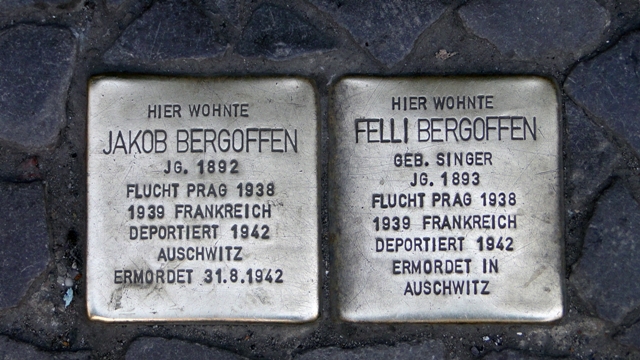 HIER WOHNTE
JAKOB BERGOFFEN
JG. 1892
FLUCHT PRAG 1938
1939 FRANKREICH
DEPORTIERT 1942
AUSCHWITZ
ERMORDET 31.8.1942
HIER WOHNTE
FELLI BERGOFFEN
GEB. SINGER
JG. 1893
FLUCHT PRAG 1938
1939 FRANKREICH
DEPORTIERT 1942
ERMORDET IN
AUSCHWITZ